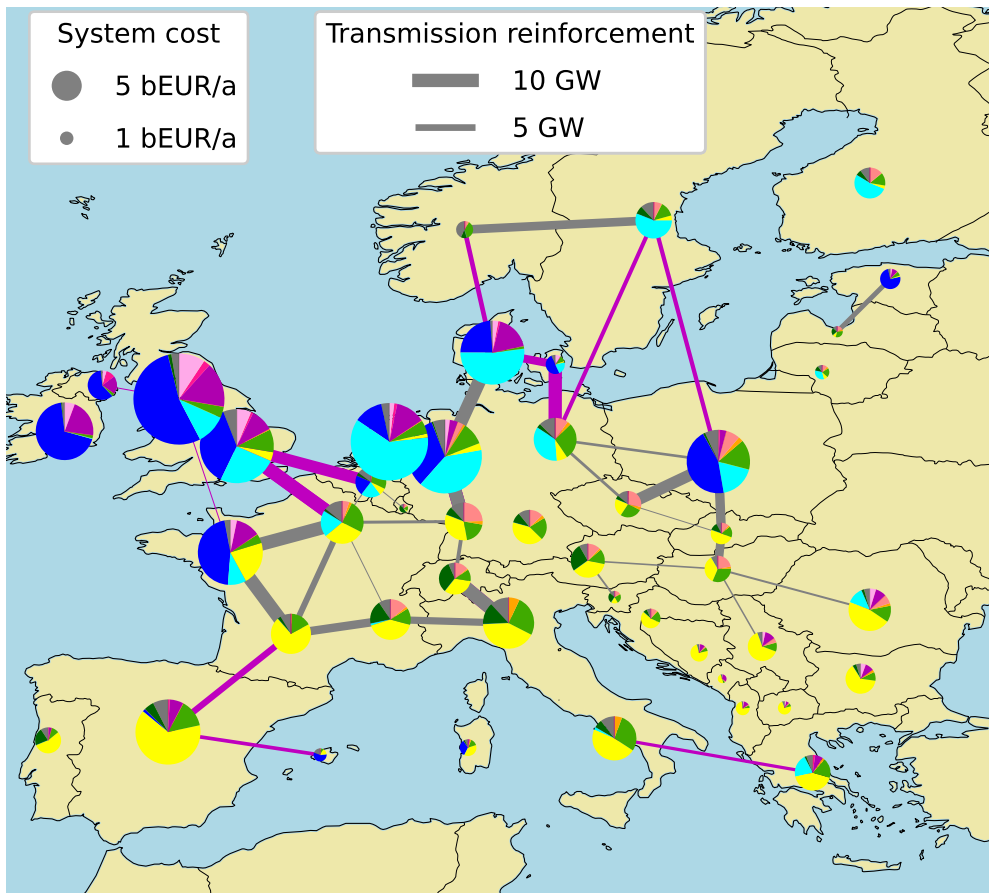 System cost
5 bEUR/a
1 bEUR/a
Transmission reinforcement
10 GW
5 GW